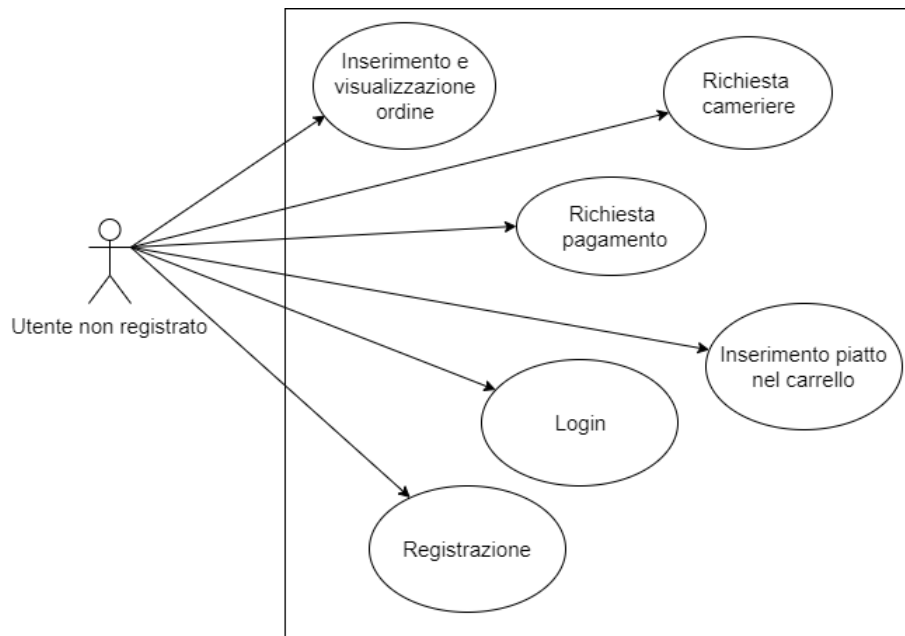 Inserimento e
visualizzazione
ordine
Richiesta
cameriere
Richiesta
pagamento
Utente non registrato
Inserimento piatto
nel carrello
Login
Registrazione